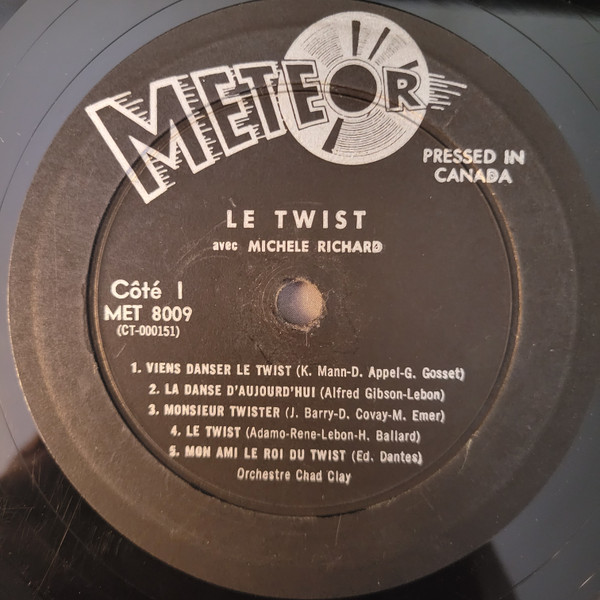 METEOR
PRESSED IN
CANADA
LE TWIST
avec MICHELE RICHARD
Côté I
MET 8009
(CT-000151)
1. VIENS DANSER LE TWIST (K. Mann-D. Appel-G. Gosset)
2. LA DANSE D'AUJOURD'HUI (Alfred Gibson-Lebon)
3. MONSIEUR TWISTER (J. Barry-D. Covay-M. Emer)
4. LE TWIST (Adamo-Rene-Lebon-H. Ballard)
5. MON AMI LE ROI DU TWIST (Ed. Dantes)
Orchestre Chad Clay